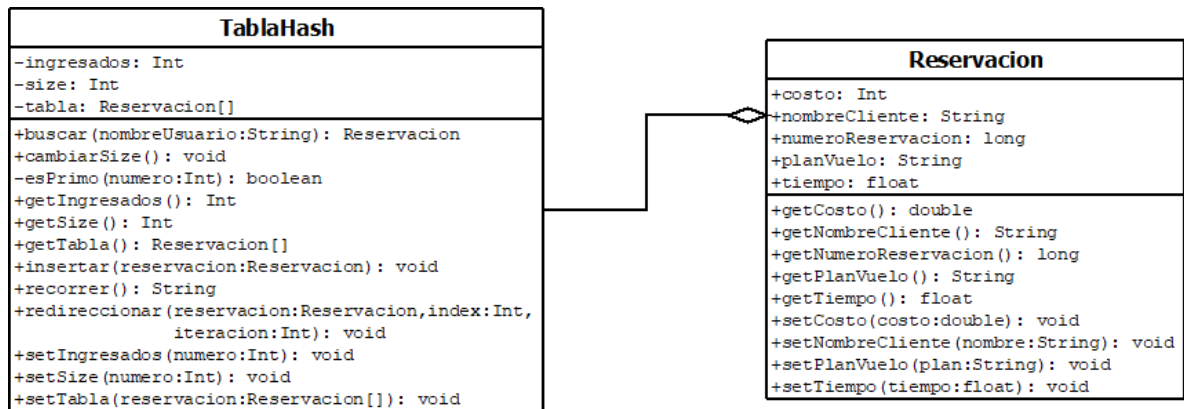 TablaHash
-ingresados: Int
-size: Int
-tabla: Reservacion[]
+buscar(nombreUsuario:String): Reservacion
+cambiarSize(): void
-esPrimo(numero:Int): boolean
+getIngresados(): Int
+getSize(): Int
+getTabla(): Reservacion[]
+insertar(reservacion:Reservacion): void
+recorrer(): String
+redireccionar(reservacion:Reservacion,index:Int,
iteracion:Int): void
+setIngresados(numero:Int): void
+setSize(numero:Int): void
+setTabla(reservacion:Reservacion[]): void
Reservacion
+costo: Int
+nombreCliente: String
+numeroReservacion: long
+planVuelo: String
+tiempo: float
+getCosto(): double
+getNombreCliente(): String
+getNumeroReservacion(): long
+getPlanVuelo(): String
+getTiempo(): float
+setCosto(costo:double): void
+setNombreCliente(nombre:String): void
+setPlanVuelo(plan:String): void
+setTiempo(tiempo:float): void